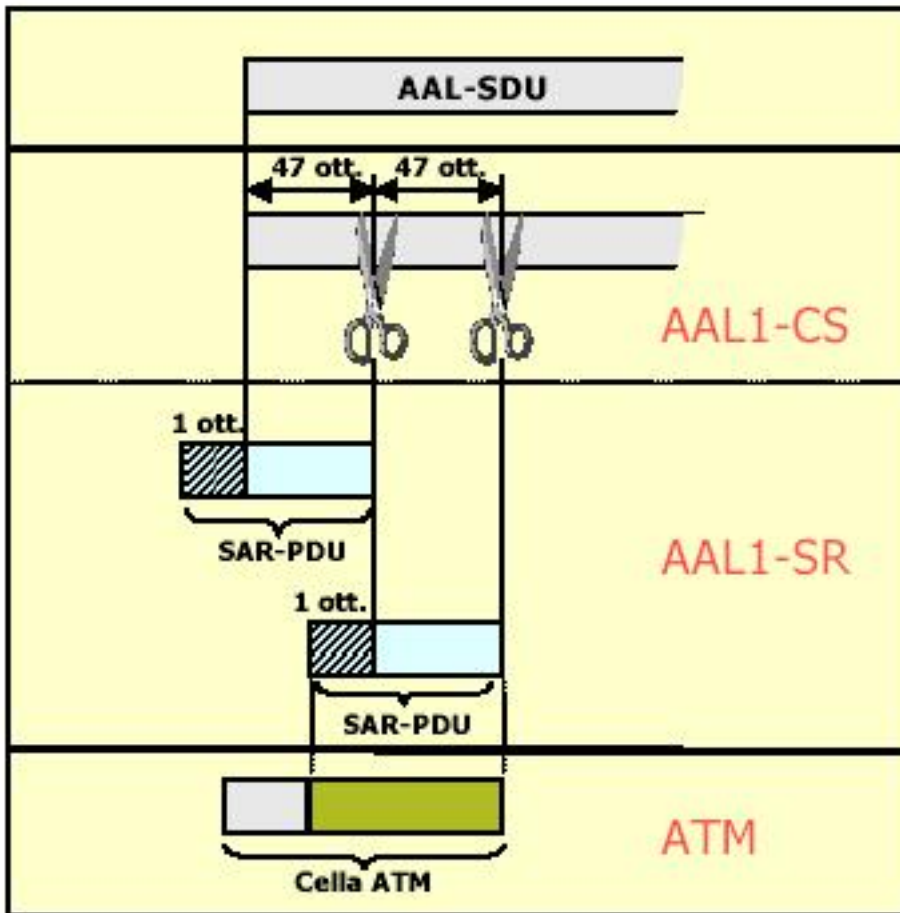 AAL-SDU
47 ott. 47 ott.
AAL1-CS
1 ott.
SAR-PDU
AAL1-SR
1 ott.
SAR-PDU
ATM
Cella ATM